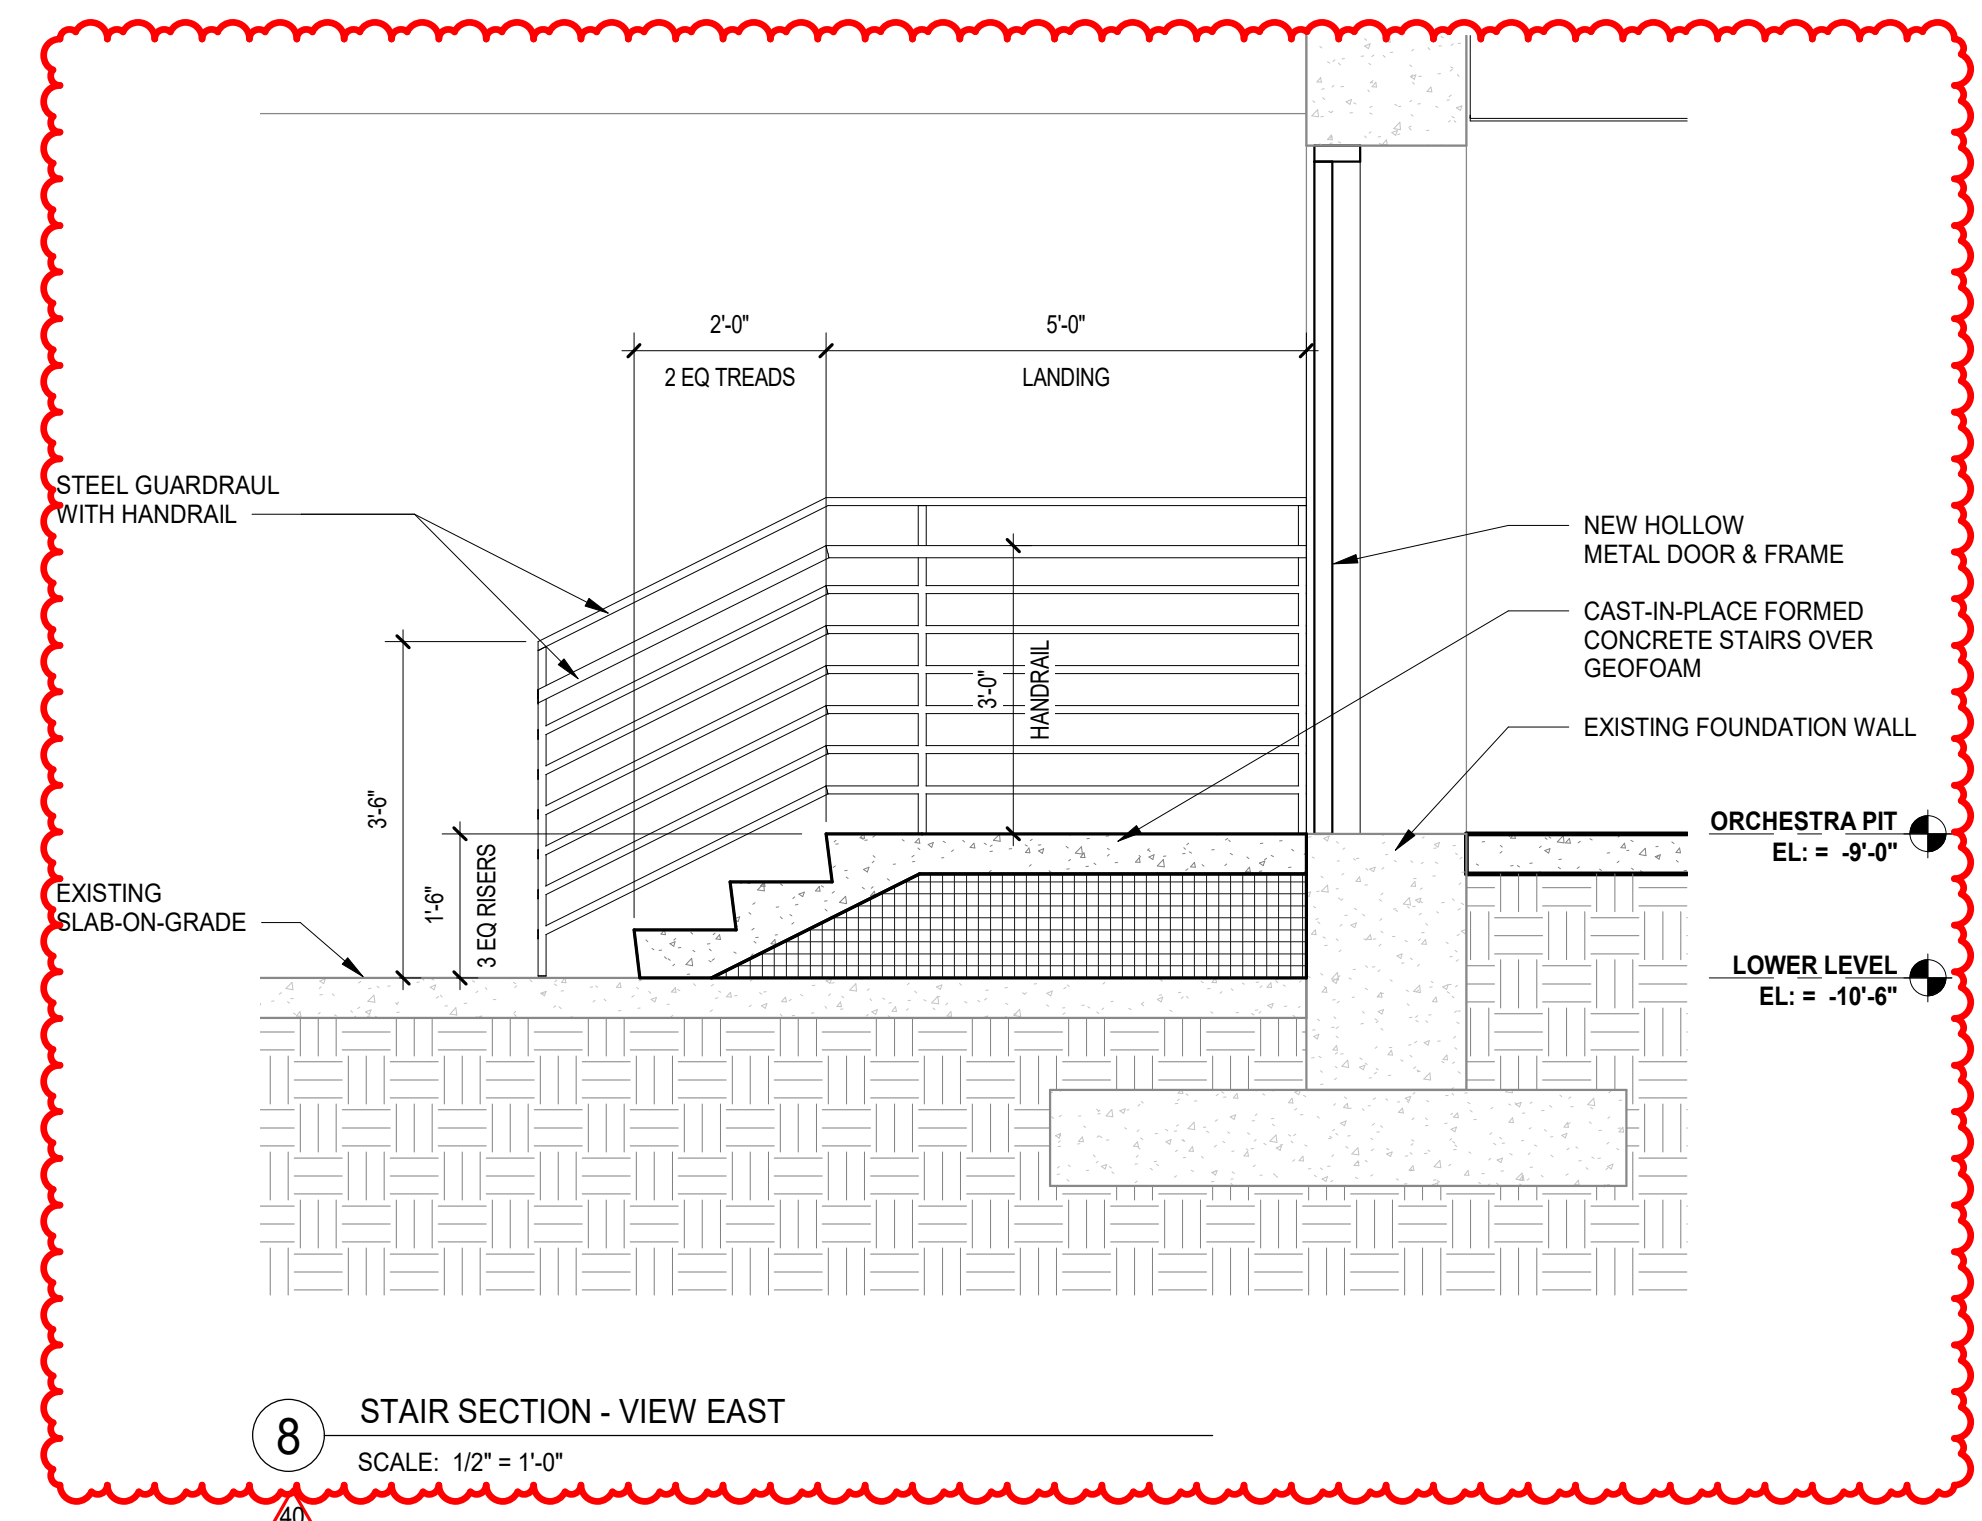 2'-0"
5'-0"
2 EQ TREADS
LANDING
STEEL GUARDRAUL
WITH HANDRAIL
NEW HOLLOW
METAL DOOR & FRAME
CAST-IN-PLACE FORMED
CONCRETE STAIRS OVER
GEOFOAM
3'-0"
HANDRAIL
EXISTING FOUNDATION WALL
3'-6"
1'-6"
3 EQ RISERS
ORCHESTRA PIT
EL: = -9'-0"
EXISTING
SLAB-ON-GRADE
LOWER LEVEL
EL: = -10'-6"
8
STAIR SECTION - VIEW EAST
SCALE: 1/2" = 1'-0"
40